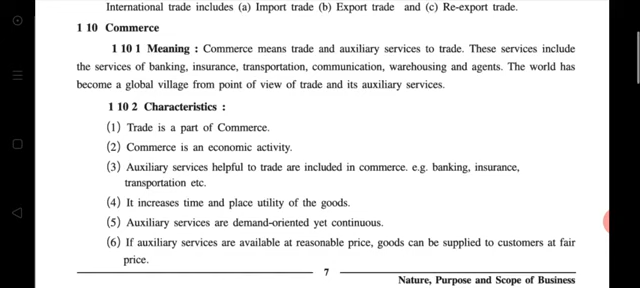 International trade includes (a) Import trade (b) Export trade and (c) Re-export trade.
1 10 Commerce
1 10 1 Meaning : Commerce means trade and auxiliary services to trade. These services include
the services of banking, insurance, transportation, communication, warehousing and agents. The world has
become a global village from point of view of trade and its auxiliary services.
1 10 2 Characteristics :
(1) Trade is a part of Commerce.
(2) Commerce is an economic activity.
(3) Auxiliary services helpful to trade are included in commerce. e.g. banking, insurance,
transportation etc.
(4) It increases time and place utility of the goods.
(5) Auxiliary services are demand-oriented yet continuous.
(6) If auxiliary services are available at reasonable price, goods can be supplied to customers at fair
price.
7
Nature, Purpose and Scope of Business